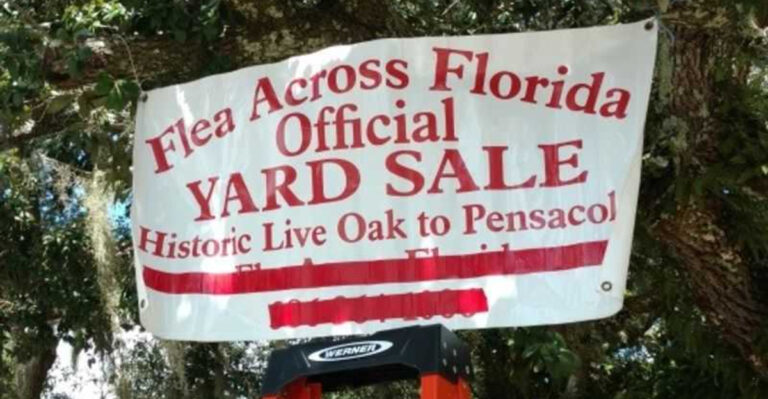 Flea Across Florida
Official
YARD SALE
Historic Live Oak to Pensacol
WERNER